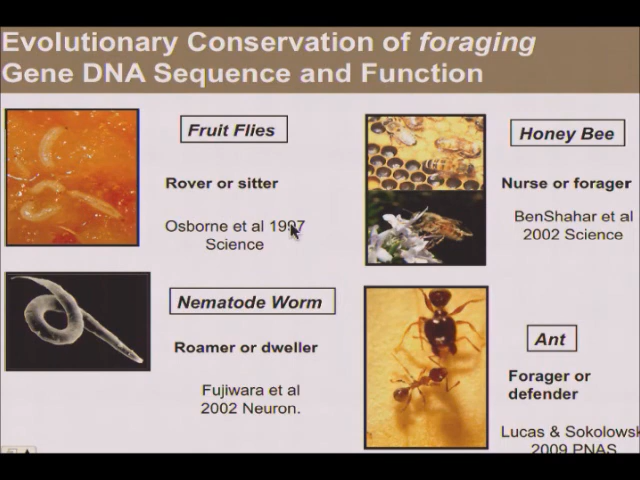 Evolutionary Conservation of foraging
Gene DNA Sequence and Function
Fruit Flies
Rover or sitter
Osborne et al 1997
Science
Honey Bee
Nurse or forager
BenShahar et al
2002 Science
Nematode Worm
Roamer or dweller
Fujiwara et al
2002 Neuron.
Ant
Forager or
defender
Lucas & Sokolowsk
2009 PNAS